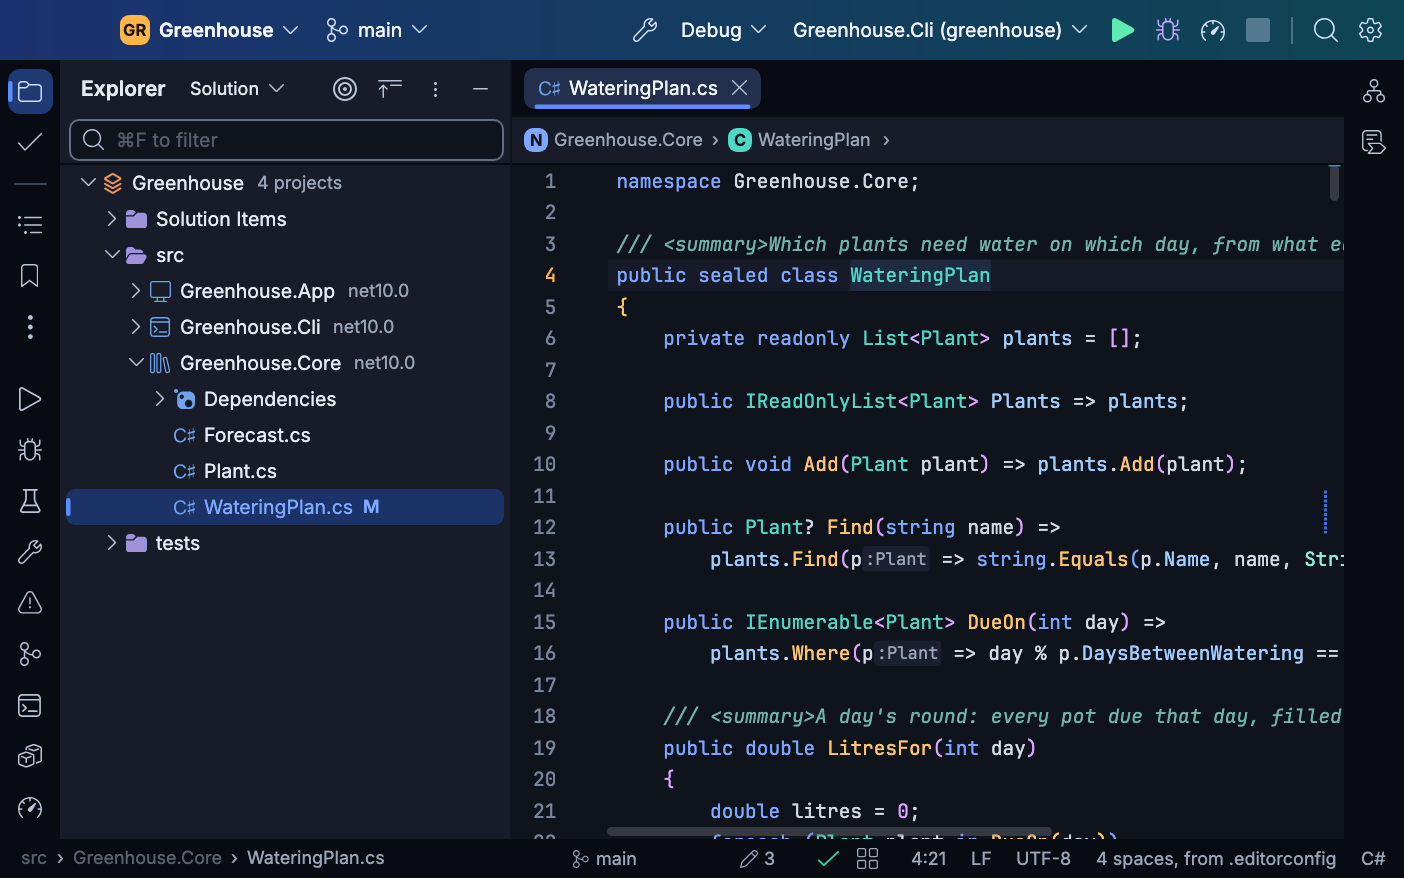 GR Greenhouse main Debug Greenhouse.Cli (greenhouse)
Explorer Solution
⌘F to filter
Greenhouse 4 projects
Solution Items
src
Greenhouse.App net10.0
Greenhouse.Cli net10.0
Greenhouse.Core net10.0
Dependencies
C# Forecast.cs
C# Plant.cs
C# WateringPlan.cs M
tests
C# WateringPlan.cs
N Greenhouse.Core › C WateringPlan ›
1 namespace Greenhouse.Core;
2
3 /// <summary>Which plants need water on which day, from what
4 public sealed class WateringPlan
5 {
6 private readonly List<Plant> plants = [];
7
8 public IReadOnlyList<Plant> Plants => plants;
9
10 public void Add(Plant plant) => plants.Add(plant);
11
12 public Plant? Find(string name) =>
13 plants.Find(p :Plant => string.Equals(p.Name, name, Stri
14
15 public IEnumerable<Plant> DueOn(int day) =>
16 plants.Where(p :Plant => day % p.DaysBetweenWatering ==
17
18 /// <summary>A day's round: every pot due that day, filled
19 public double LitresFor(int day)
20 {
21 double litres = 0;
22 foreach (Plant plant in DueOn(day))
src › Greenhouse.Core › WateringPlan.cs main 3 4:21 LF UTF-8 4 spaces, from .editorconfig C#